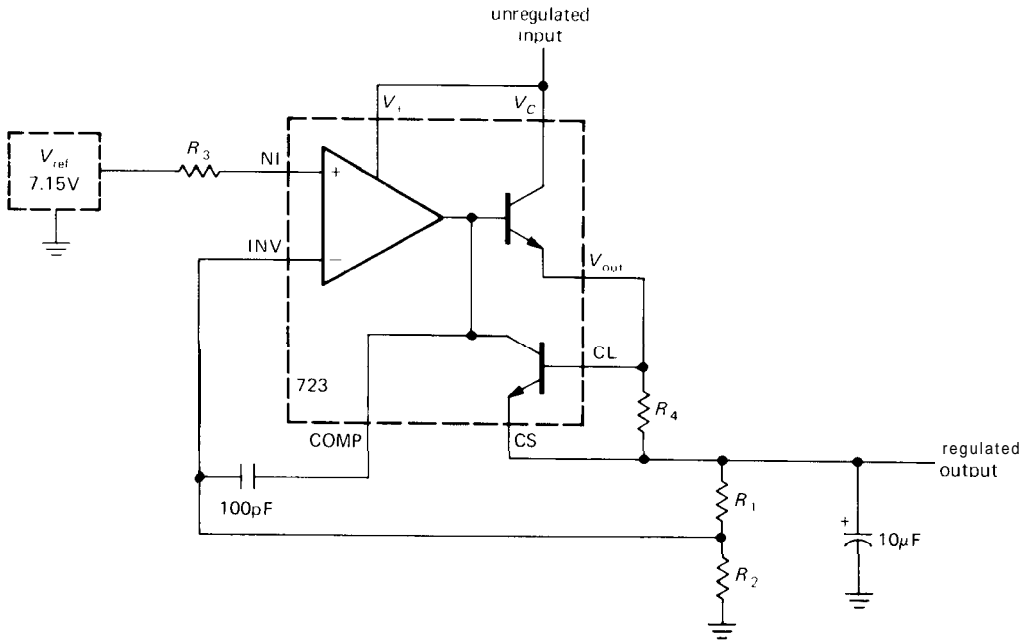 unregulated
input
V+
VC
Vref
7.15V
R3
NI
+
INV
−
Vout
CL
723
R4
COMP
CS
regulated
output
100pF
R1
+
10µF
R2